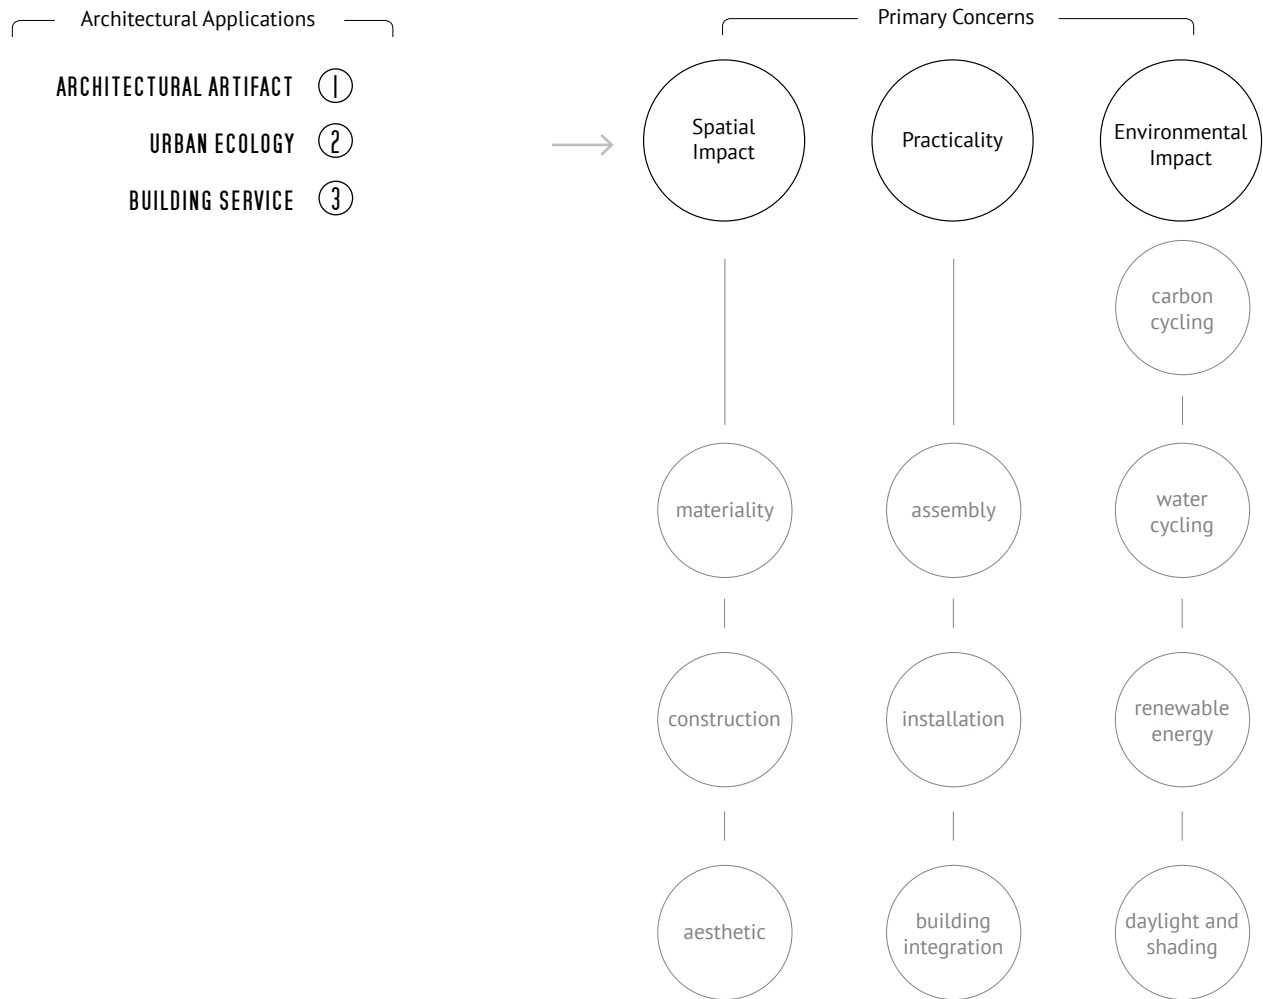 Architectural Applications
ARCHITECTURAL ARTIFACT 1
URBAN ECOLOGY 2
BUILDING SERVICE 3
Primary Concerns
Spatial
Impact
Practicality
Environmental
Impact
carbon
cycling
materiality
assembly
water
cycling
construction
installation
renewable
energy
aesthetic
building
integration
daylight and
shading